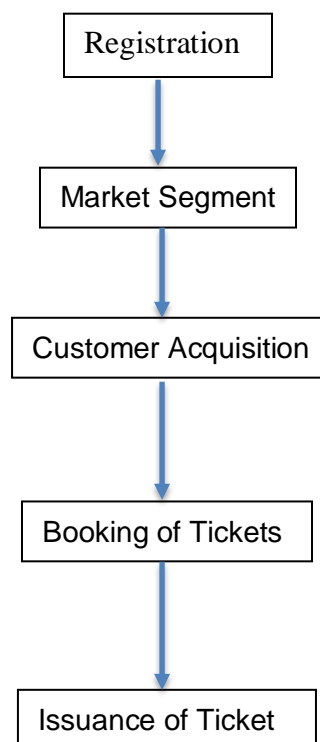 Registration
Market Segment
Customer Acquisition
Booking of Tickets
Issuance of Ticket